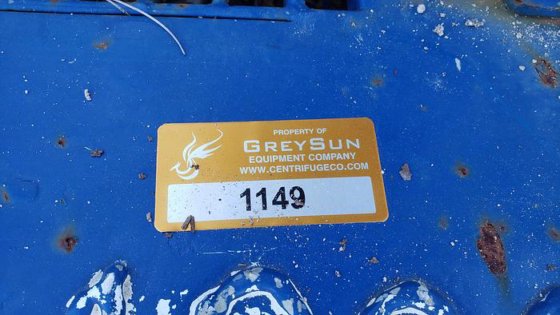 PROPERTY OF
GREYSUN
EQUIPMENT COMPANY
WWW.CENTRIFUGECO.COM
1149